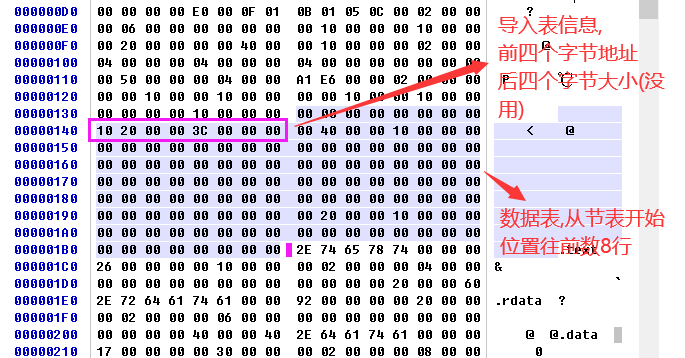 000000D0 00 00 00 00 E0 00 0F 01 0B 01 05 0C 00 02 00 00 ?
000000E0 00 06 00 00 00 00 00 00 00 10 00 00 00 10 00 00
000000F0 00 20 00 00 00 00 40 00 00 10 00 00 00 02 00 00 @
00000100 04 00 00 00 04 00 00 00 04 00 00 00 00 00 00 00
00000110 00 50 00 00 00 04 00 00 A1 E6 00 00 02 00 00 00
00000120 00 00 10 00 00 10 00 00 00 00 10 00 00 10 00 00
00000130 00 00 00 00 10 00 00 00 00 00 00 00 00 00 00 00
00000140 10 20 00 00 3C 00 00 00 00 40 00 00 10 00 00 00 < @
00000150 00 00 00 00 00 00 00 00 00 00 00 00 00 00 00 00
00000160 00 00 00 00 00 00 00 00 00 00 00 00 00 00 00 00
00000170 00 00 00 00 00 00 00 00 00 00 00 00 00 00 00 00
00000180 00 00 00 00 00 00 00 00 00 00 00 00 00 00 00 00
00000190 00 00 00 00 00 00 00 00 00 20 00 00 10 00 00 00
000001A0 00 00 00 00 00 00 00 00 00 00 00 00 00 00 00 00
000001B0 00 00 00 00 00 00 00 00 2E 74 65 78 74 00 00 00 .text
000001C0 26 00 00 00 00 10 00 00 00 02 00 00 00 04 00 00 &
000001D0 00 00 00 00 00 00 00 00 00 00 00 00 20 00 00 60 `
000001E0 2E 72 64 61 74 61 00 00 92 00 00 00 00 20 00 00 .rdata ?
000001F0 00 02 00 00 00 06 00 00 00 00 00 00 00 00 00 00
00000200 00 00 00 00 40 00 00 40 2E 64 61 74 61 00 00 00 @ @.data
00000210 17 00 00 00 00 30 00 00 00 02 00 00 00 08 00 00 0
导入表信息,
前四个字节地址
后四个字节大小(没
用)
数据表,从节表开始
位置往前数8行